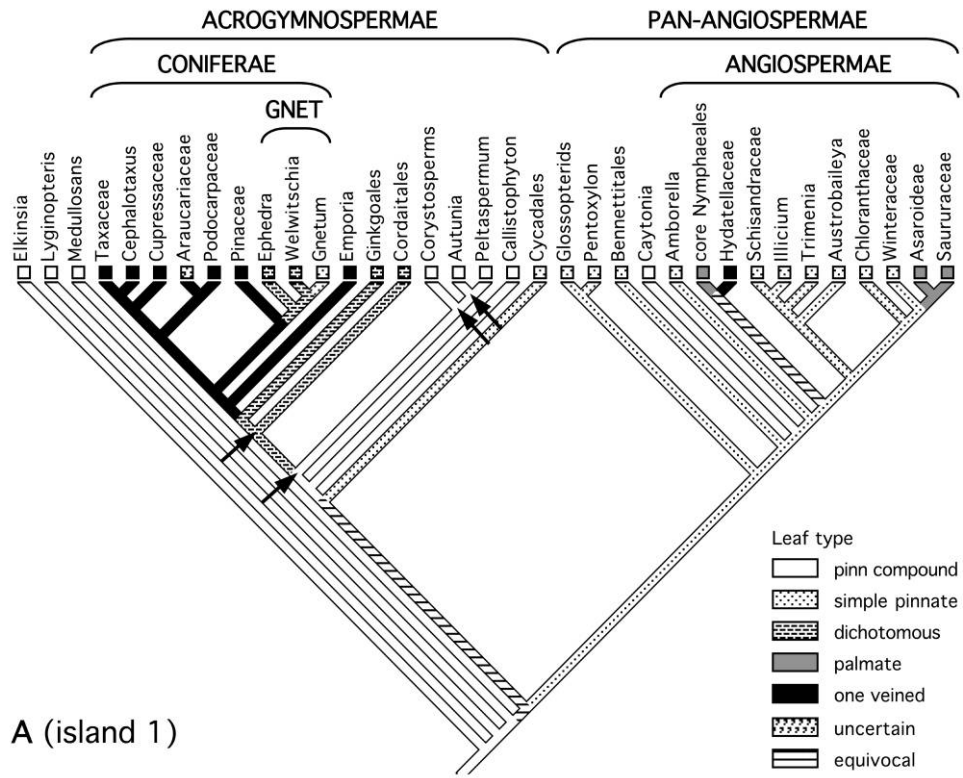 ACROGYMNOSPERMAE
PAN-ANGIOSPERMAE
CONIFERAE
ANGIOSPERMAE
GNET
Elkinsia
Lyginopteris
Medullosans
Taxaceae
Cephalotaxus
Cupressaceae
Araucariaceae
Podocarpaceae
Pinaceae
Ephedra
Welwitschia
Gnetum
Emporia
Ginkgoales
Cordaitales
Corystosperms
Autunia
Peltaspermum
Callistophyton
Cycadales
Glossopterids
Pentoxylon
Bennettitales
Caytonia
Amborella
core Nymphaeales
Hydatellaceae
Schisandraceae
Illicium
Trimenia
Austrobaileya
Chloranthaceae
Winteraceae
Asaroideae
Saururaceae
Leaf type
pinn compound
simple pinnate
dichotomous
palmate
one veined
uncertain
equivocal
A (island 1)